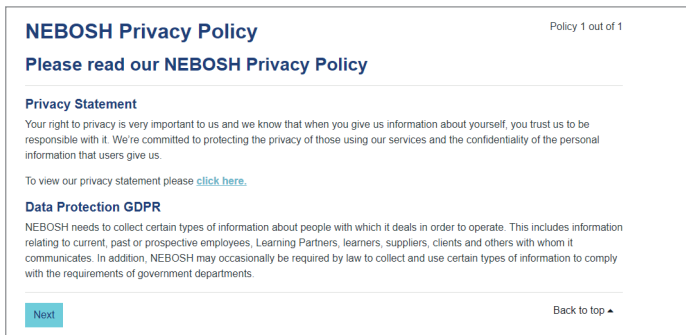 NEBOSH Privacy Policy
Policy 1 out of 1
Please read our NEBOSH Privacy Policy
Privacy Statement
Your right to privacy is very important to us and we know that when you give us information about yourself, you trust us to be
responsible with it. We're committed to protecting the privacy of those using our services and the confidentiality of the personal
information that users give us.
To view our privacy statement please click here.
Data Protection GDPR
NEBOSH needs to collect certain types of information about people with which it deals in order to operate. This includes information
relating to current, past or prospective employees, Learning Partners, learners, suppliers, clients and others with whom it
communicates. In addition, NEBOSH may occasionally be required by law to collect and use certain types of information to comply
with the requirements of government departments.
Next
Back to top